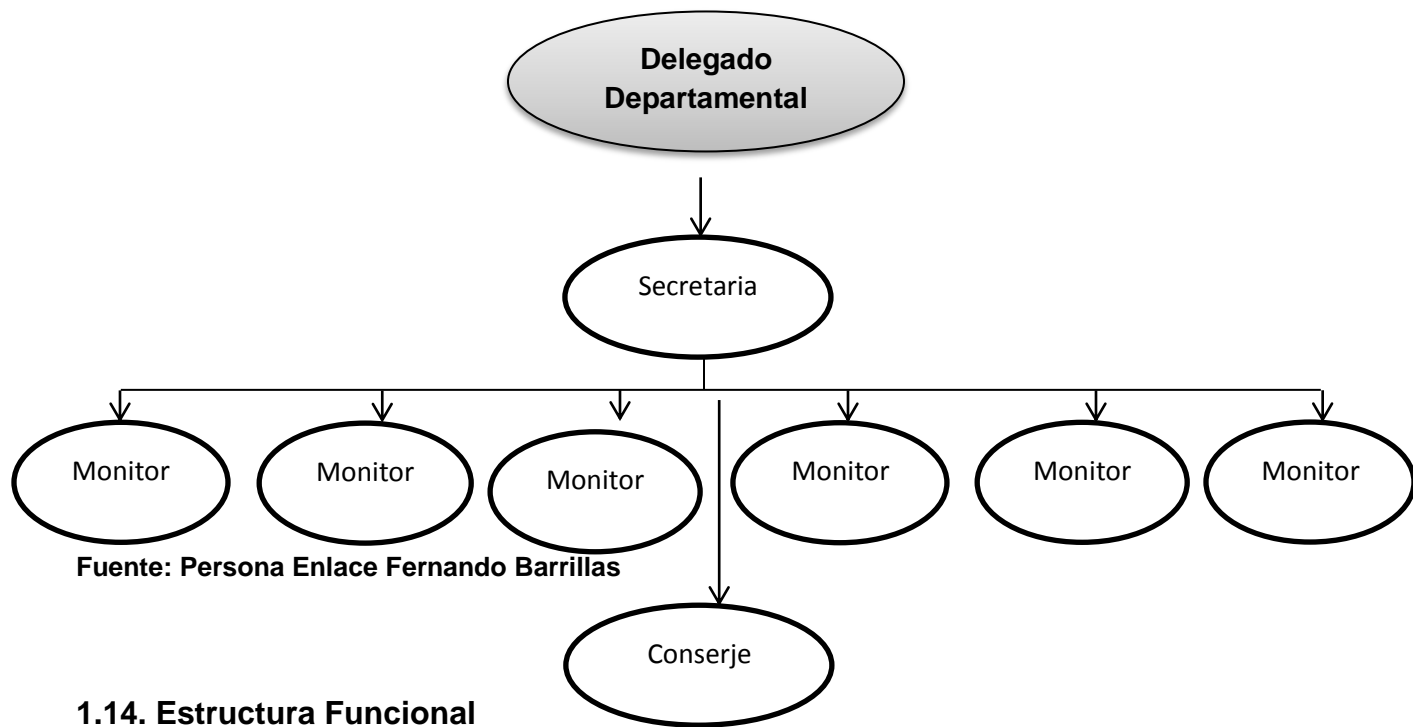 Delegado
Departamental
Secretaria
Monitor
Monitor
Monitor
Monitor
Monitor
Monitor
Fuente: Persona Enlace Fernando Barrillas
Conserje
1.14. Estructura Funcional